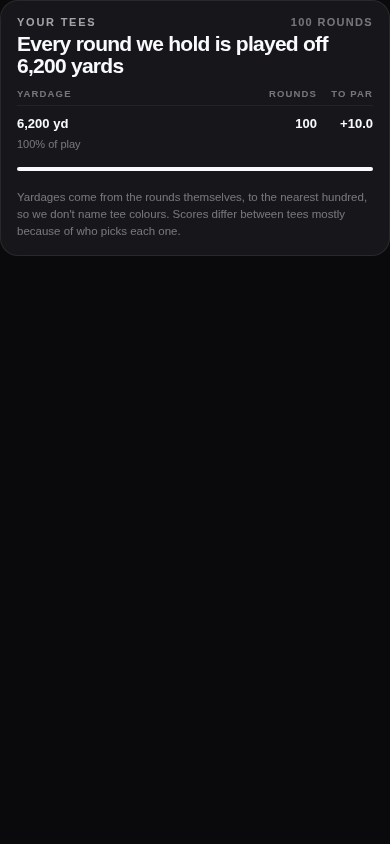 YOUR TEES 100 ROUNDS
Every round we hold is played off
6,200 yards
YARDAGE ROUNDS TO PAR
6,200 yd 100 +10.0
100% of play
Yardages come from the rounds themselves, to the nearest hundred,
so we don't name tee colours. Scores differ between tees mostly
because of who picks each one.